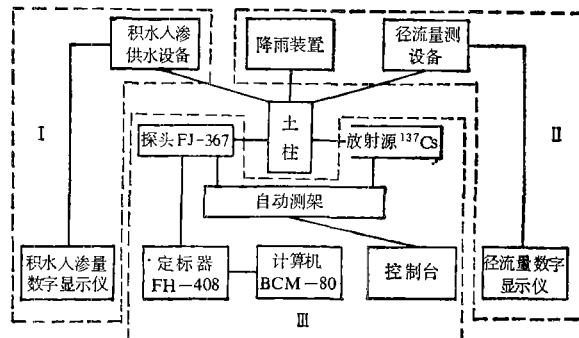 积水入渗
供水设备
降雨装置
径流量测
设备
I
土
柱
II
探头FJ-367
放射源¹³⁷Cs
自动测架
积水入渗量
数字显示仪
定标器
FH-408
计算机
BCM-80
控制台
径流量数字
显示仪
III